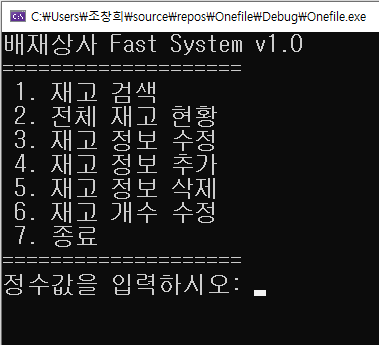 C:\Users\조창희\source\repos\Onefile\Debug\Onefile.exe
배재상사 Fast System v1.0
====================
1. 재고 검색
2. 전체 재고 현황
3. 재고 정보 수정
4. 재고 정보 추가
5. 재고 정보 삭제
6. 재고 개수 수정
7. 종료
====================
정수값을 입력하시오: